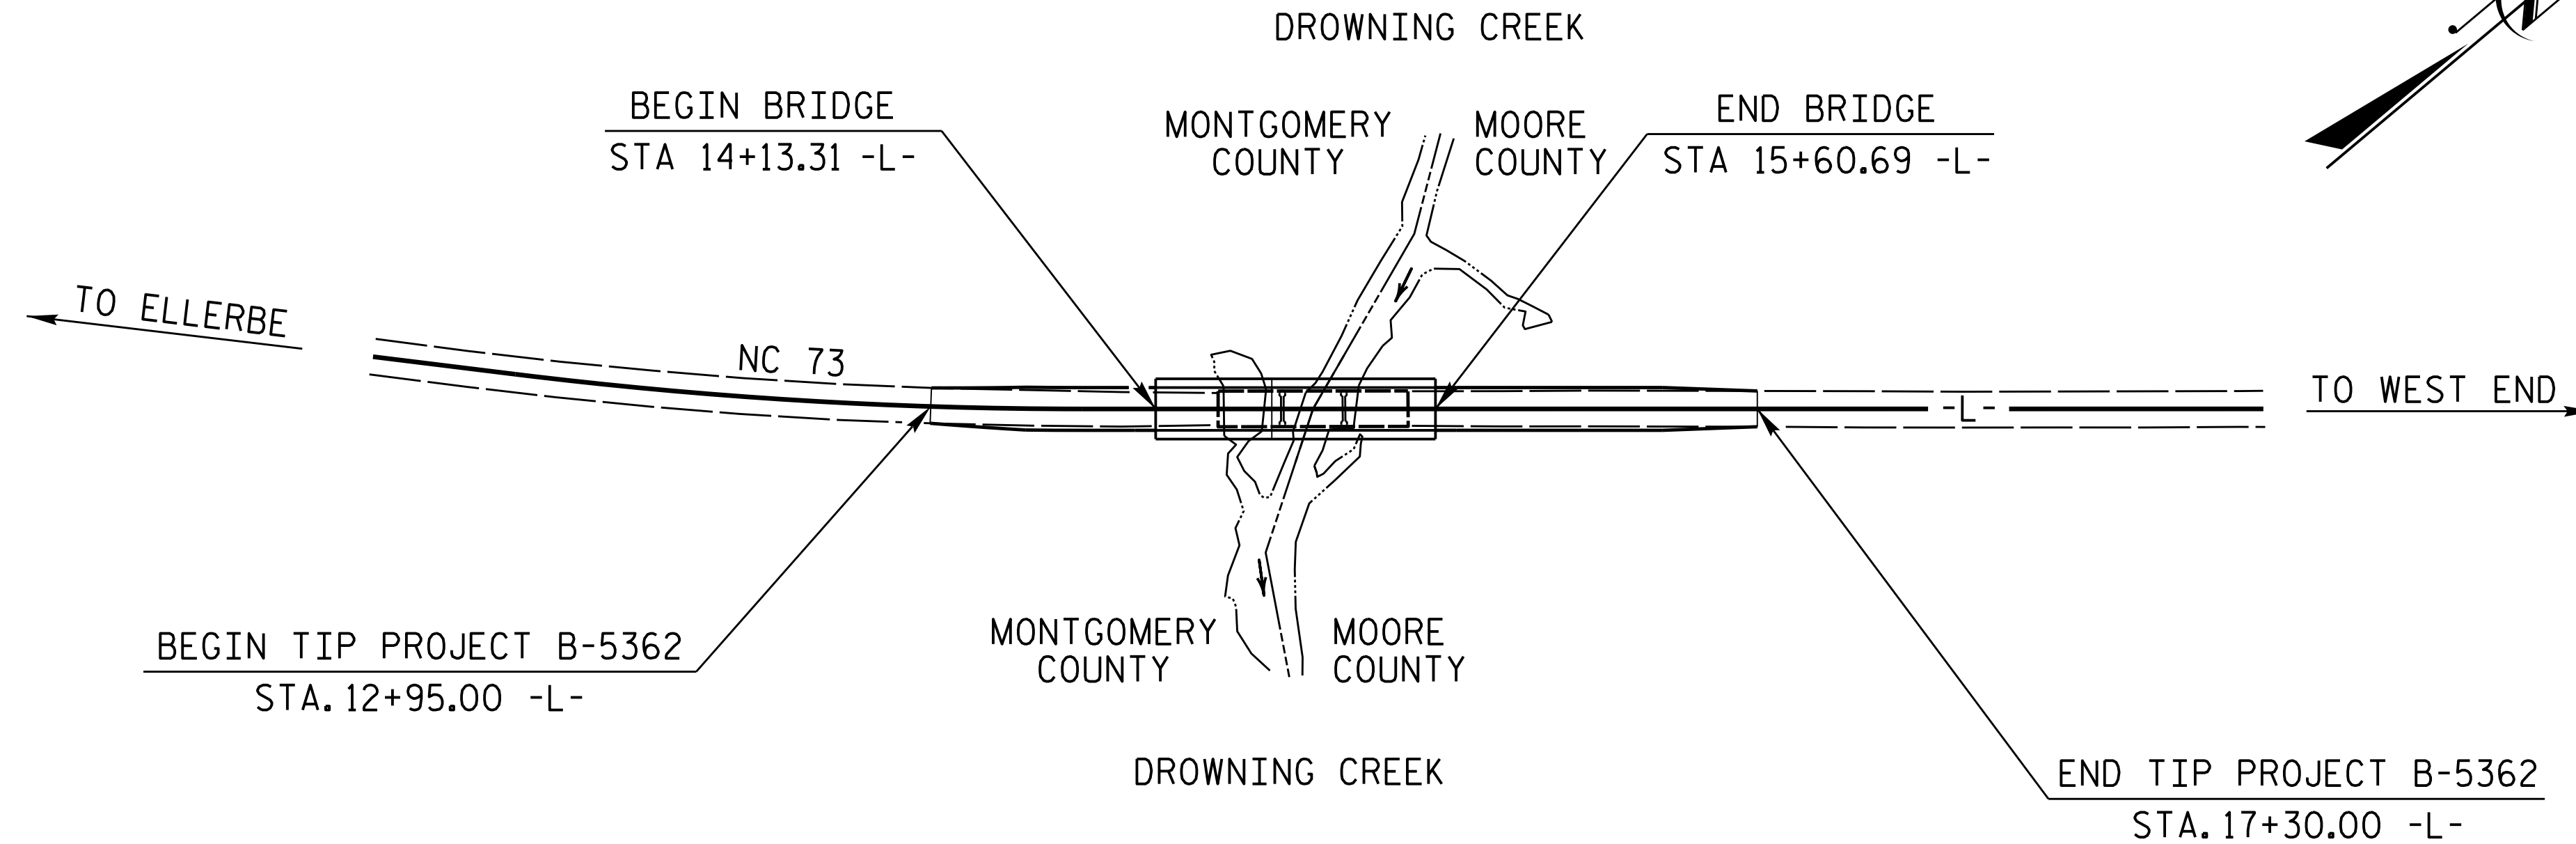 DROWNING CREEK
BEGIN BRIDGE
STA 14+13.31 -L-
MONTGOMERY
COUNTY
MOORE
COUNTY
END BRIDGE
STA 15+60.69 -L-
TO ELLERBE
NC 73
-L-
TO WEST END
BEGIN TIP PROJECT B-5362
STA. 12+95.00 -L-
MONTGOMERY
COUNTY
MOORE
COUNTY
DROWNING CREEK
END TIP PROJECT B-5362
STA. 17+30.00 -L-